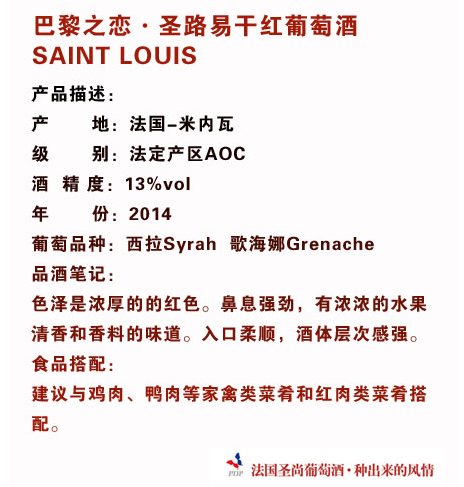 巴黎之恋·圣路易干红葡萄酒
SAINT LOUIS
产品描述：
产 地：法国-米内瓦
级 别：法定产区AOC
酒 精 度：13%vol
年 份：2014
葡萄品种：西拉Syrah 歌海娜Grenache
品酒笔记：
色泽是浓厚的的红色。鼻息强劲，有浓浓的水果
清香和香料的味道。入口柔顺，酒体层次感强。
食品搭配：
建议与鸡肉、鸭肉等家禽类菜肴和红肉类菜肴搭
配。
PDP 法国圣尚葡萄酒·种出来的风情